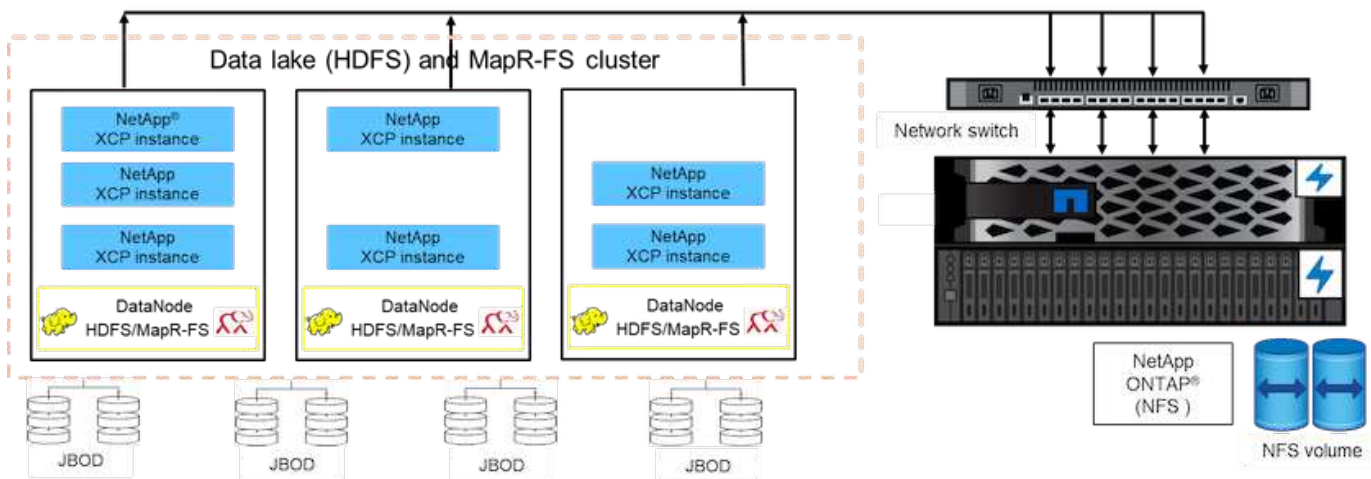 Data lake (HDFS) and MapR-FS cluster
NetApp®
XCP instance
NetApp
XCP instance
NetApp
XCP instance
DataNode
HDFS/MapR-FS
NetApp
XCP instance
NetApp
XCP instance
DataNode
HDFS/MapR-FS
NetApp
XCP instance
NetApp
XCP instance
DataNode
HDFS/MapR-FS
JBOD
JBOD
JBOD
JBOD
Network switch
NetApp
ONTAP®
(NFS )
NFS volume